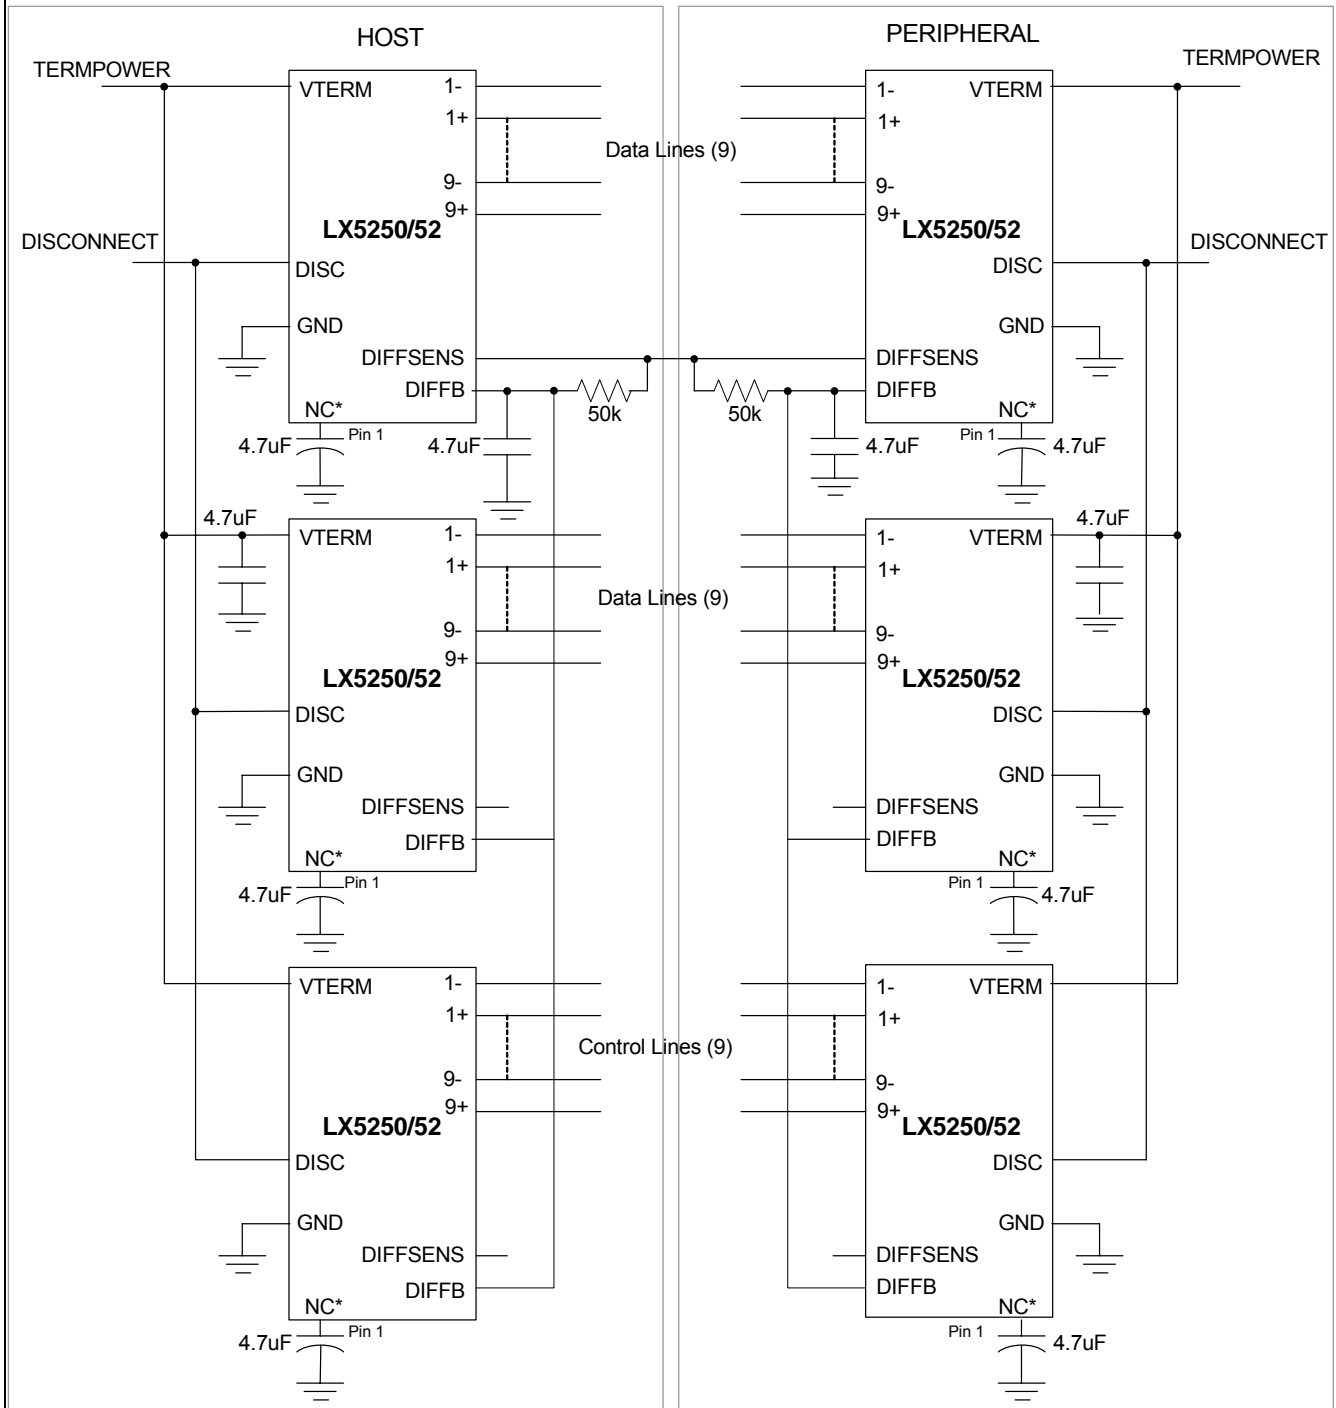 HOST
PERIPHERAL
TERMPOWER
TERMPOWER
VTERM
1-
1+
9-
9+
LX5250/52
DISCONNECT
DISC
GND
DIFFSENS
DIFFB
NC*
Pin 1
4.7uF
4.7uF
50k
Data Lines (9)
1-
VTERM
1+
9-
9+
LX5250/52
DISCONNECT
DISC
GND
DIFFSENS
DIFFB
50k
NC*
Pin 1
4.7uF
4.7uF
4.7uF
VTERM
1-
1+
9-
9+
LX5250/52
DISC
GND
DIFFSENS
DIFFB
NC*
Pin 1
4.7uF
Data Lines (9)
4.7uF
1-
VTERM
1+
9-
9+
LX5250/52
DISC
GND
DIFFSENS
DIFFB
NC*
Pin 1
4.7uF
VTERM
1-
1+
9-
9+
LX5250/52
DISC
GND
DIFFSENS
DIFFB
NC*
Pin 1
4.7uF
Control Lines (9)
1-
VTERM
1+
9-
9+
LX5250/52
DISC
GND
DIFFSENS
DIFFB
NC*
Pin 1
4.7uF